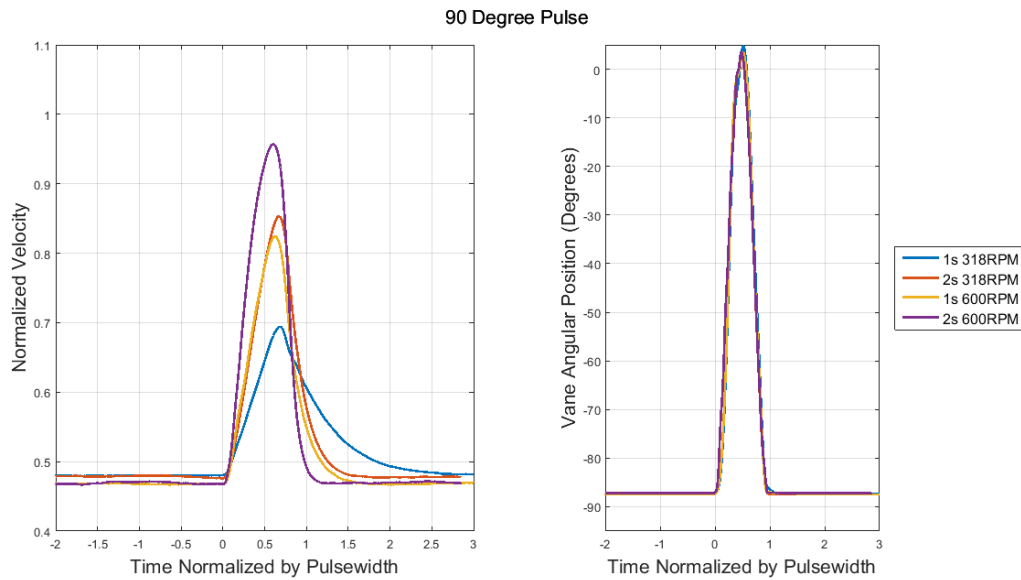 90 Degree Pulse
Normalized Velocity
1.1
1
0.9
0.8
0.7
0.6
0.5
0.4
-2 -1.5 -1 -0.5 0 0.5 1 1.5 2 2.5 3
Time Normalized by Pulsewidth
Vane Angular Position (Degrees)
0
-10
-20
-30
-40
-50
-60
-70
-80
-90
-2 -1 0 1 2 3
Time Normalized by Pulsewidth
1s 318RPM
2s 318RPM
1s 600RPM
2s 600RPM